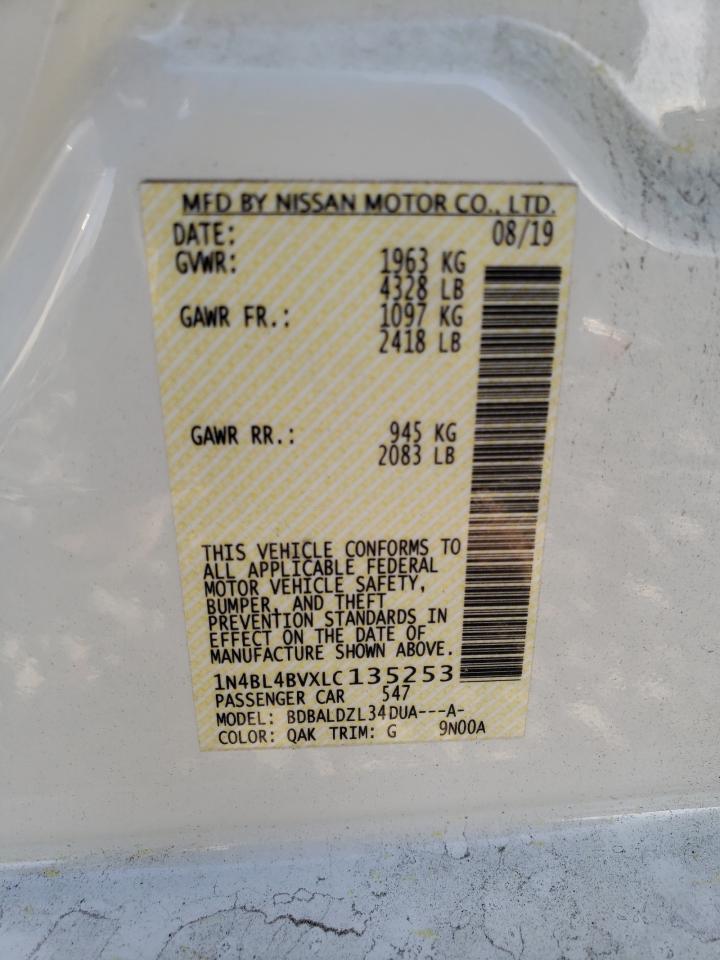 MFD BY NISSAN MOTOR CO., LTD.
DATE: 08/19
GVWR: 1963 KG
4328 LB
GAWR FR.: 1097 KG
2418 LB
GAWR RR.: 945 KG
2083 LB
THIS VEHICLE CONFORMS TO
ALL APPLICABLE FEDERAL
MOTOR VEHICLE SAFETY,
BUMPER, AND THEFT
PREVENTION STANDARDS IN
EFFECT ON THE DATE OF
MANUFACTURE SHOWN ABOVE.
1N4BL4BVXLC135253
PASSENGER CAR 547
MODEL: BDBALDZL34DUA---A-
COLOR: QAK TRIM: G 9N00A